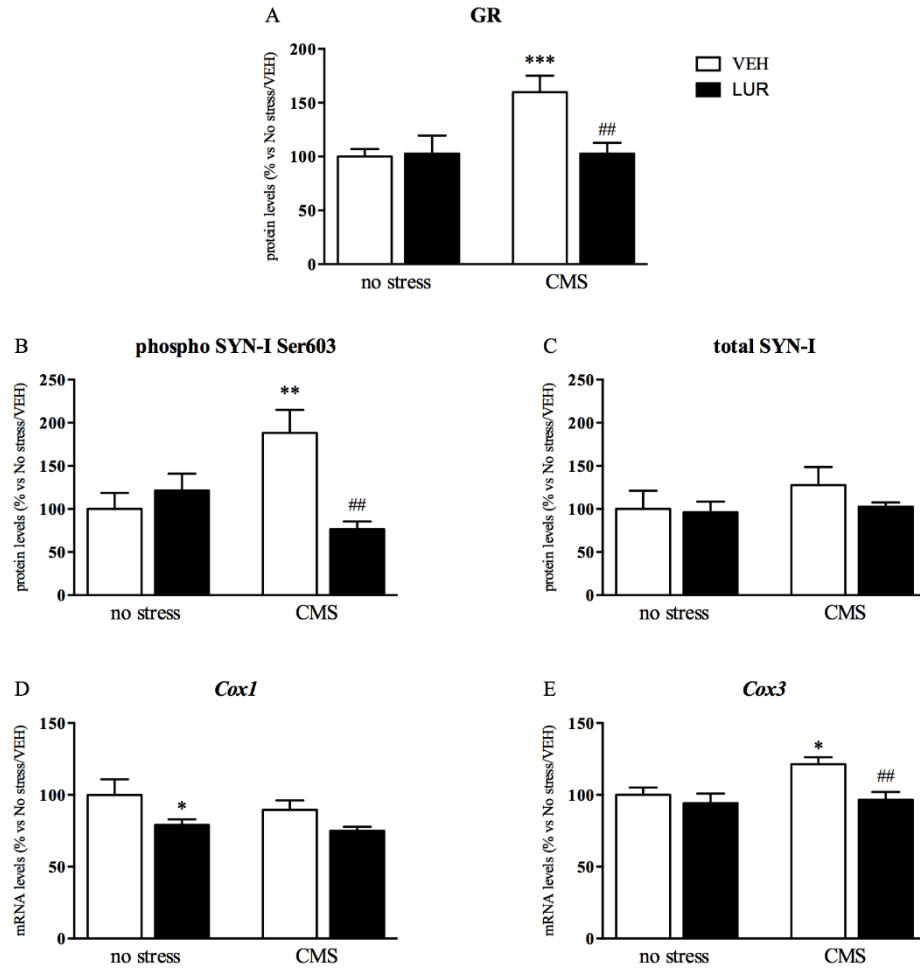 A
GR
protein levels (% vs No stress/VEH)
200
150
100
50
0
***
##
no stress
CMS
VEH
LUR
B
phospho SYN-I Ser603
protein levels (% vs No stress/VEH)
250
200
150
100
50
0
**
##
no stress
CMS
C
total SYN-I
protein levels (% vs No stress/VEH)
250
200
150
100
50
0
no stress
CMS
D
Cox1
mRNA levels (% vs No stress/VEH)
150
100
50
0
*
no stress
CMS
E
Cox3
mRNA levels (% vs No stress/VEH)
150
100
50
0
*
##
no stress
CMS